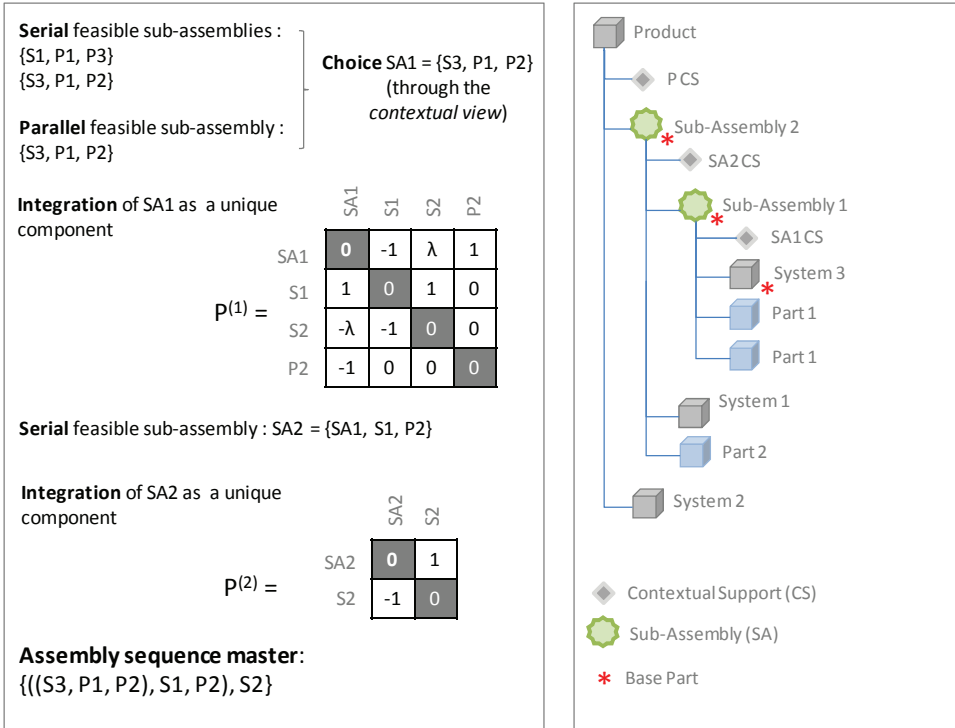 Serial feasible sub-assemblies :
{S1, P1, P3}
{S3, P1, P2}
Choice SA1 = {S3, P1, P2}
(through the
contextual view)
Parallel feasible sub-assembly :
{S3, P1, P2}
Integration of SA1 as a unique
component
SA1 S1 S2 P2
SA1 0 -1 λ 1
S1 1 0 1 0
P(1) =
S2 -λ -1 0 0
P2 -1 0 0 0
Serial feasible sub-assembly : SA2 = {SA1, S1, P2}
Integration of SA2 as a unique
component
SA2 S2
SA2 0 1
P(2) =
S2 -1 0
Assembly sequence master:
{((S3, P1, P2), S1, P2), S2}
Product
P CS
Sub-Assembly 2
*
SA2 CS
Sub-Assembly 1
*
SA1 CS
System 3
*
Part 1
Part 1
System 1
Part 2
System 2
Contextual Support (CS)
Sub-Assembly (SA)
* Base Part